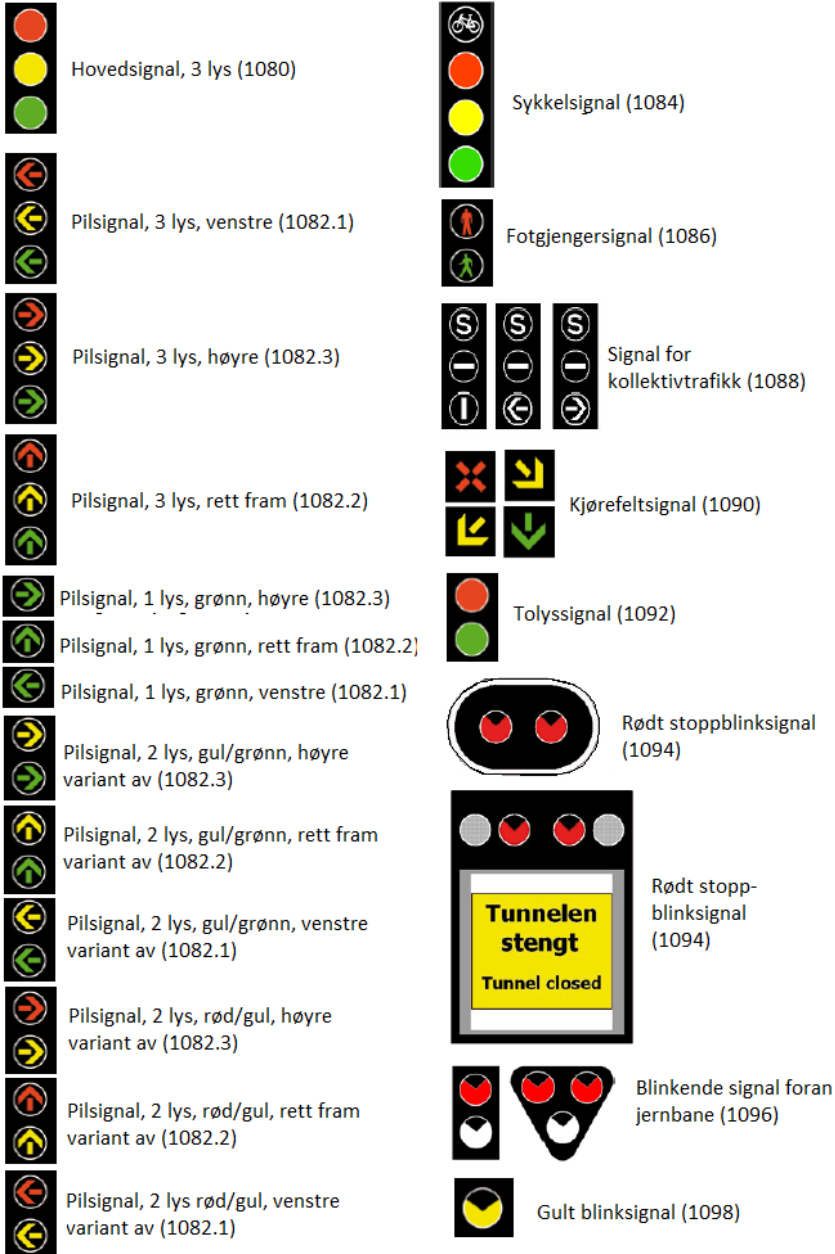 Hovedsignal, 3 lys (1080)
Pilsignal, 3 lys, venstre (1082.1)
Pilsignal, 3 lys, høyre (1082.3)
Pilsignal, 3 lys, rett fram (1082.2)
Pilsignal, 1 lys, grønn, høyre (1082.3)
Pilsignal, 1 lys, grønn, rett fram (1082.2)
Pilsignal, 1 lys, grønn, venstre (1082.1)
Pilsignal, 2 lys, gul/grønn, høyre
variant av (1082.3)
Pilsignal, 2 lys, gul/grønn, rett fram
variant av (1082.2)
Pilsignal, 2 lys, gul/grønn, venstre
variant av (1082.1)
Pilsignal, 2 lys, rød/gul, høyre
variant av (1082.3)
Pilsignal, 2 lys, rød/gul, rett fram
variant av (1082.2)
Pilsignal, 2 lys rød/gul, venstre
variant av (1082.1)
Sykkelsignal (1084)
Fotgjengersignal (1086)
S S S
Signal for
kollektivtrafikk (1088)
Kjørefeltsignal (1090)
Tolyssignal (1092)
Rødt stoppblinksignal
(1094)
Tunnelen
stengt
Tunnel closed
Rødt stopp-
blinksignal
(1094)
Blinkende signal foran
jernbane (1096)
Gult blinksignal (1098)